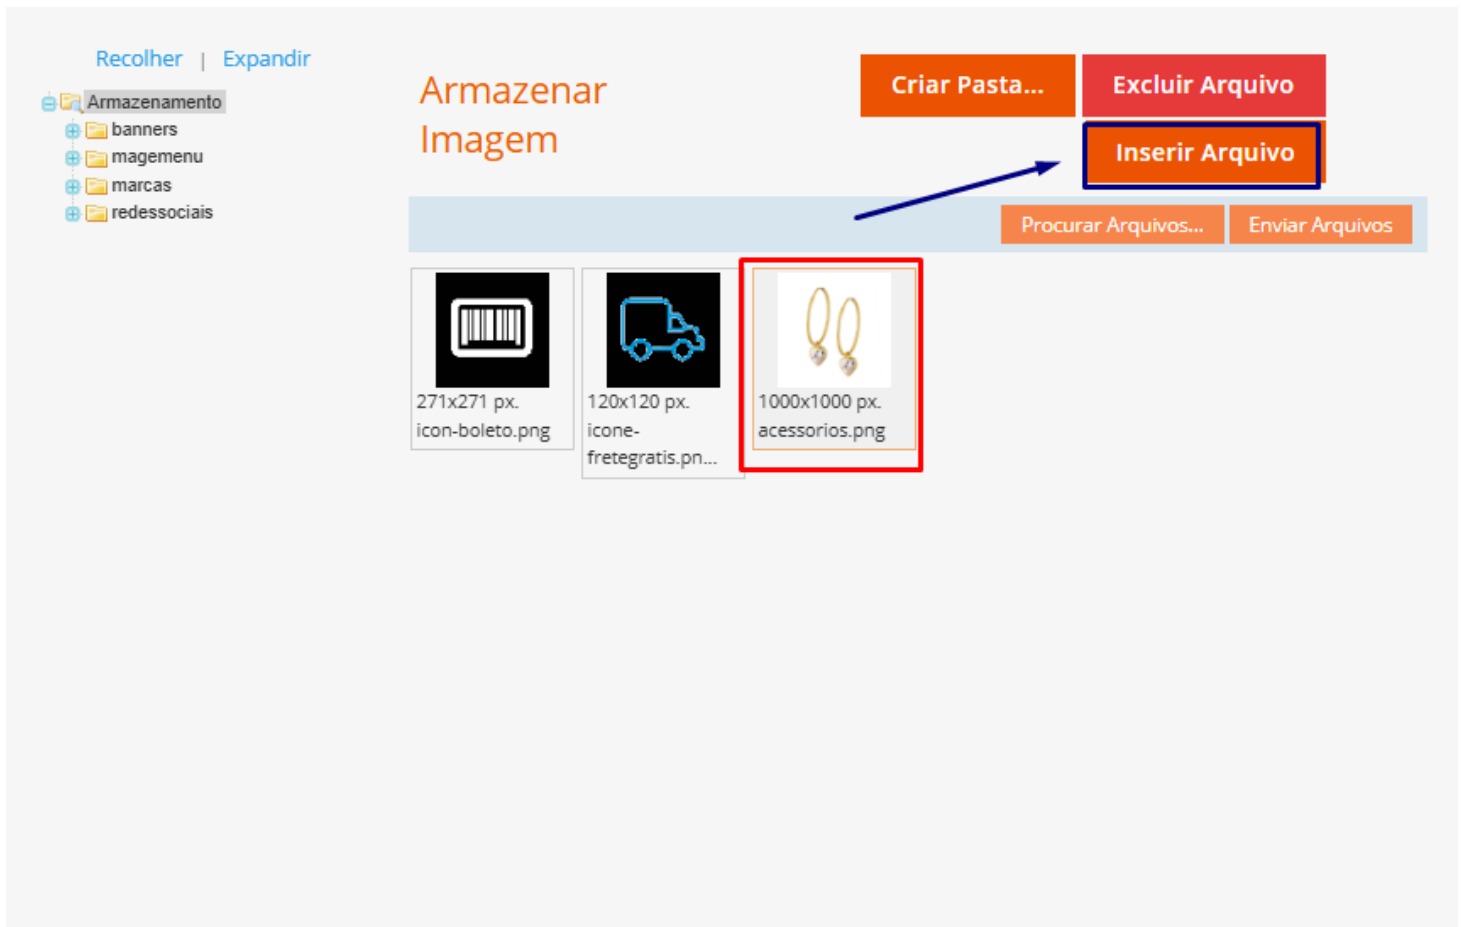 Recolher | Expandir
Armazenamento
banners
magemenu
marcas
redessociais
Armazenar
Imagem
Criar Pasta...
Excluir Arquivo
Inserir Arquivo
Procurar Arquivos...
Enviar Arquivos
271x271 px.
icon-boleto.png
120x120 px.
icone-
fretegratis.pn...
1000x1000 px.
acessorios.png